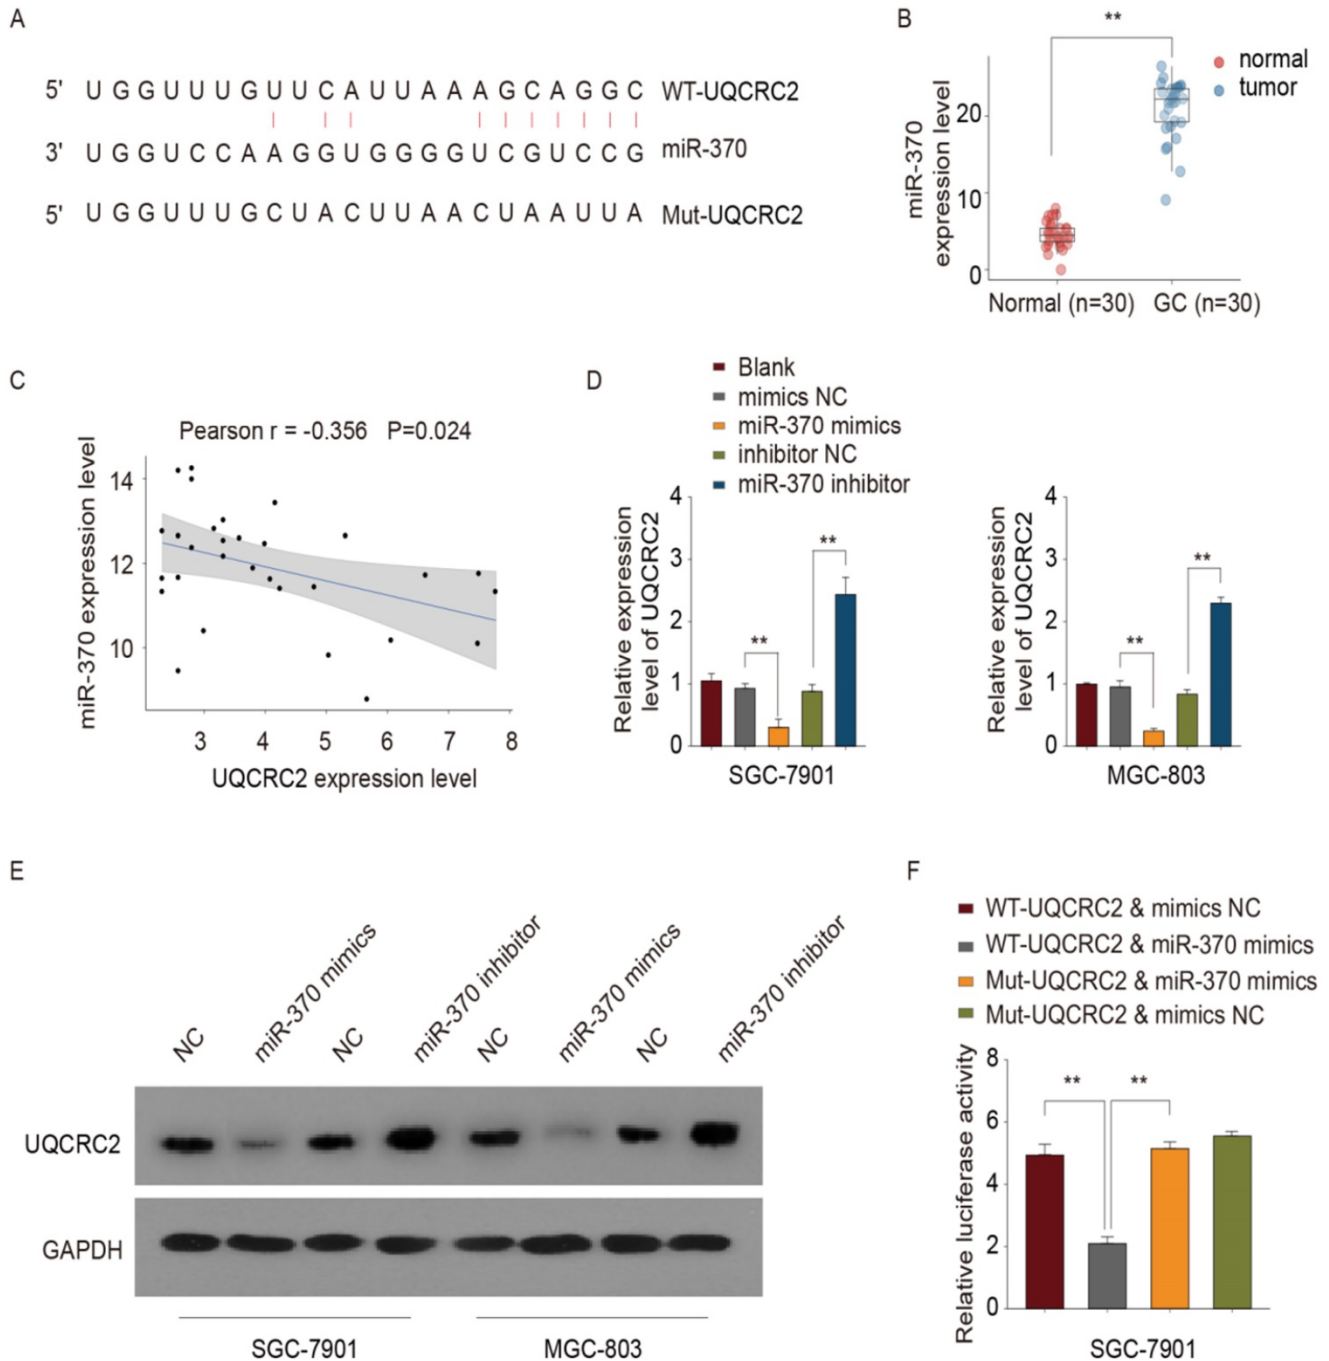 A
5' U G G U U U G U U C A U U A A A G C A G G C WT-UQCRC2
3' U G G U C C A A G G U G G G G U C G U C C G miR-370
5' U G G U U U G C U A C U U A A C U A A U U A Mut-UQCRC2
B
**
normal
tumor
miR-370
expression level
20
10
0
Normal (n=30) GC (n=30)
C
Pearson r = -0.356 P=0.024
miR-370 expression level
14
12
10
3 4 5 6 7 8
UQCRC2 expression level
D
Blank
mimics NC
miR-370 mimics
inhibitor NC
miR-370 inhibitor
Relative expression
level of UQCRC2
4
3
2
1
0
**
**
SGC-7901
Relative expression
level of UQCRC2
4
3
2
1
0
**
**
MGC-803
E
NC
miR-370 mimics
NC
miR-370 inhibitor
NC
miR-370 mimics
NC
miR-370 inhibitor
UQCRC2
GAPDH
SGC-7901
MGC-803
F
WT-UQCRC2 & mimics NC
WT-UQCRC2 & miR-370 mimics
Mut-UQCRC2 & miR-370 mimics
Mut-UQCRC2 & mimics NC
Relative luciferase activity
8
6
4
2
0
**
**
SGC-7901